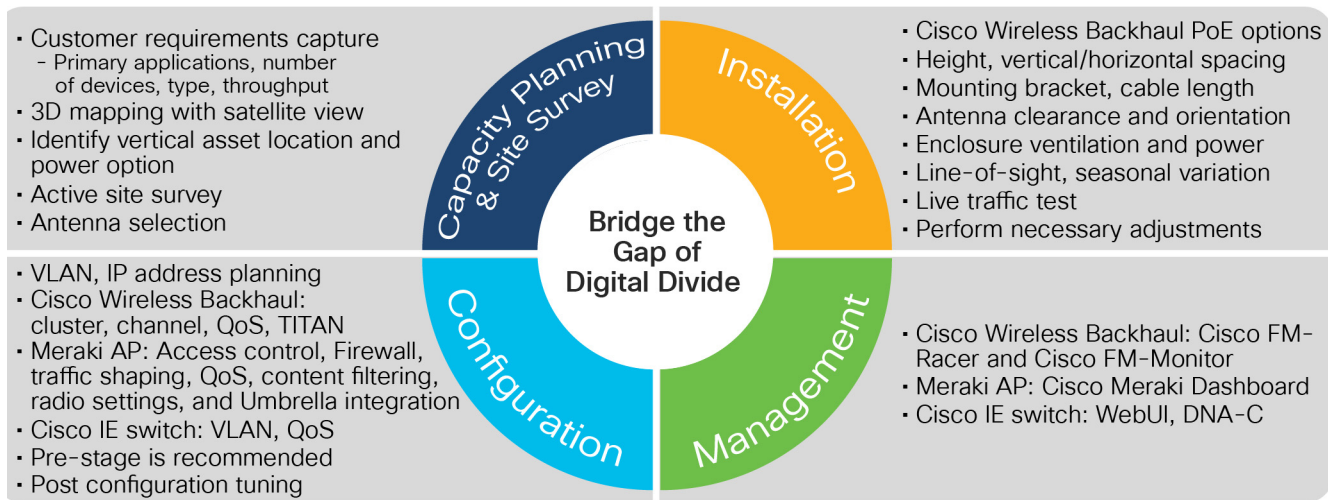 · Customer requirements capture
- Primary applications, number
of devices, type, throughput
· 3D mapping with satellite view
· Identify vertical asset location and
power option
· Active site survey
· Antenna selection
Capacity Planning
& Site Survey
Installation
· Cisco Wireless Backhaul PoE options
· Height, vertical/horizontal spacing
· Mounting bracket, cable length
· Antenna clearance and orientation
· Enclosure ventilation and power
· Line-of-sight, seasonal variation
· Live traffic test
· Perform necessary adjustments
Bridge the
Gap of
Digital Divide
· VLAN, IP address planning
· Cisco Wireless Backhaul:
cluster, channel, QoS, TITAN
· Meraki AP: Access control, Firewall,
traffic shaping, QoS, content filtering,
radio settings, and Umbrella integration
· Cisco IE switch: VLAN, QoS
· Pre-stage is recommended
· Post configuration tuning
Configuration
Management
· Cisco Wireless Backhaul: Cisco FM-
Racer and Cisco FM-Monitor
· Meraki AP: Cisco Meraki Dashboard
· Cisco IE switch: WebUI, DNA-C